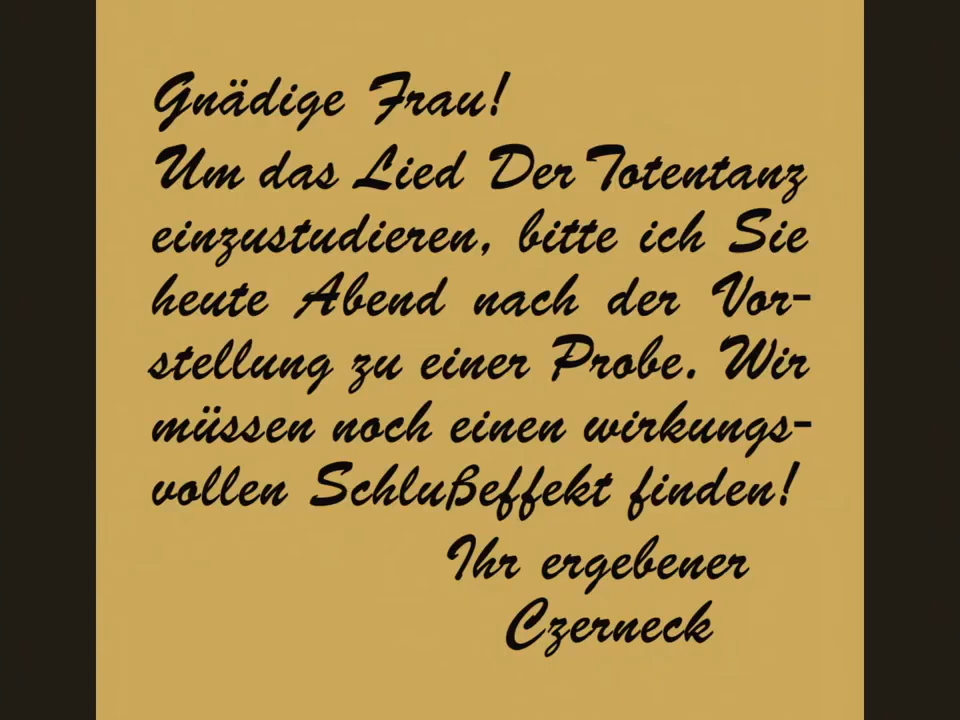 Gnädige Frau!
Um das Lied Der Totentanz
einzustudieren, bitte ich Sie
heute Abend nach der Vor-
stellung zu einer Probe. Wir
müssen noch einen wirkungs-
vollen Schlußeffekt finden!
Ihr ergebener
Czerneck